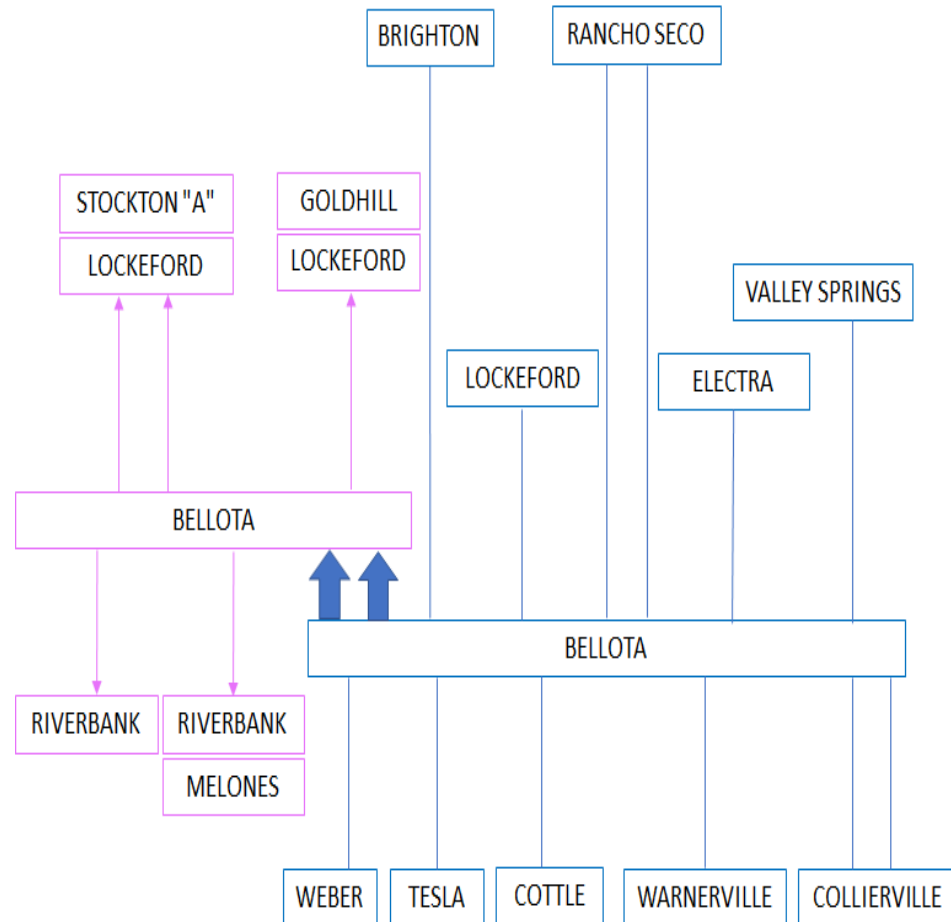 BRIGHTON
RANCHO SECO
STOCKTON "A"
GOLDHILL
LOCKEFORD
LOCKEFORD
VALLEY SPRINGS
LOCKEFORD
ELECTRA
BELLOTA
BELLOTA
RIVERBANK
RIVERBANK
MELONES
WEBER
TESLA
COTTLE
WARNERVILLE
COLLIERVILLE